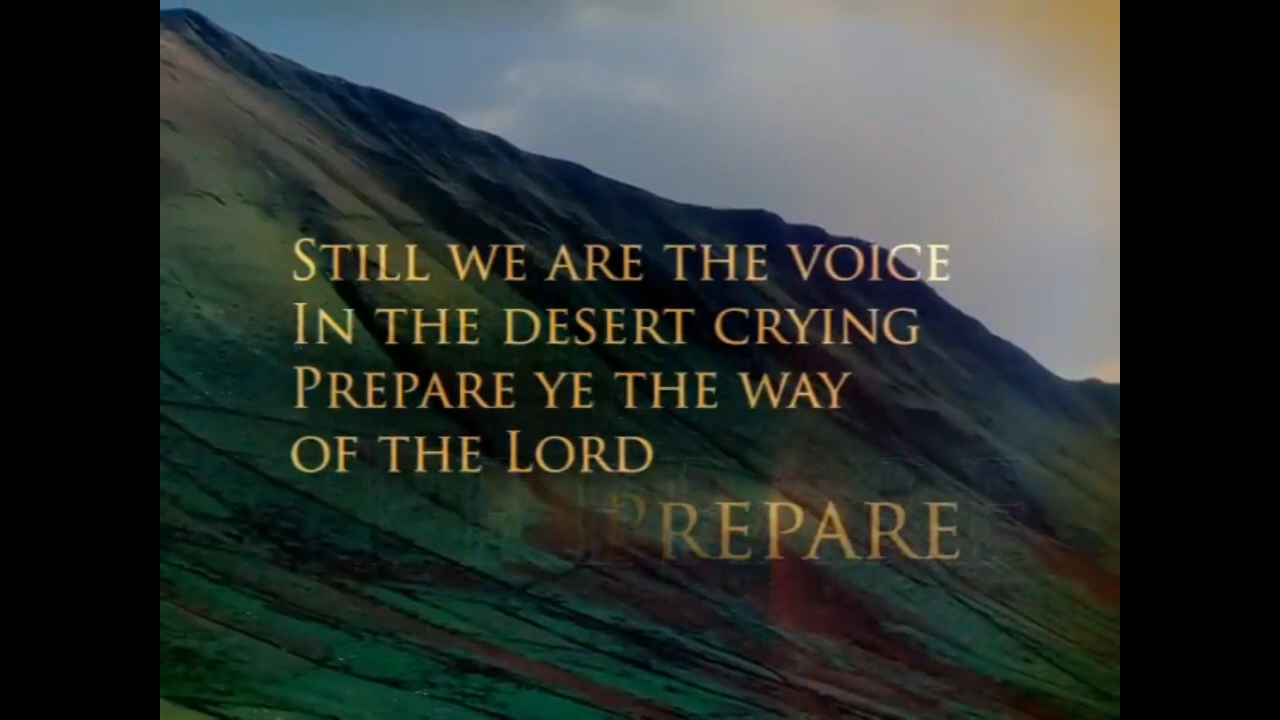 Still we are the voice
In the desert crying
Prepare ye the way
of the Lord
Prepare